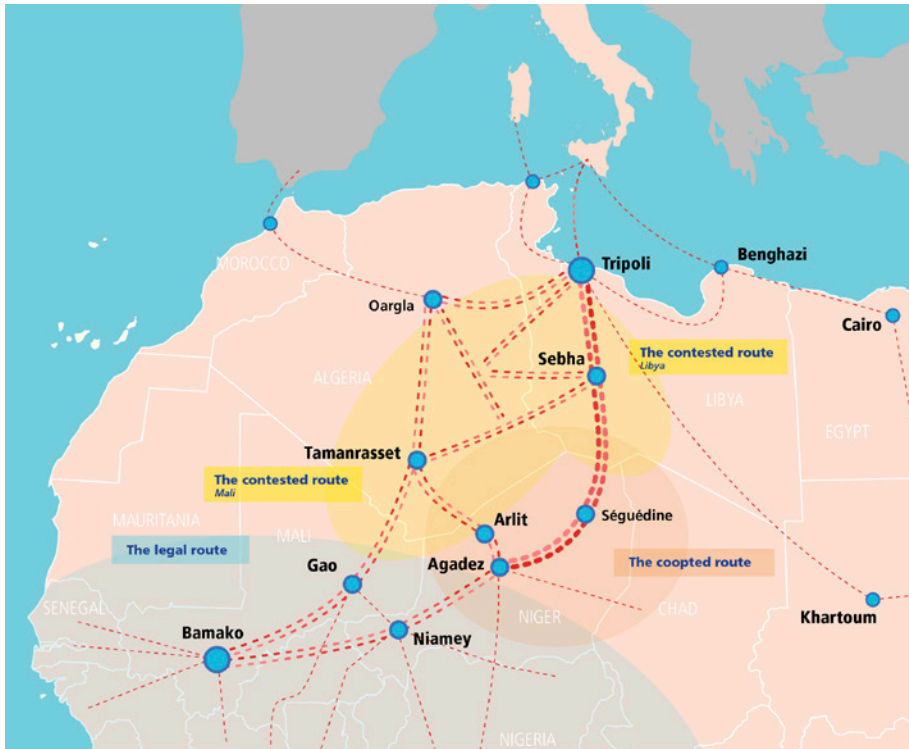 Tripoli
Benghazi
MOROCCO
Oargla
Cairo
Sebha
The contested route
Libya
ALGERIA
LIBYA
EGYPT
Tamanrasset
The contested route
Mali
MAURITANIA
MALI
Arlit
Séguédine
The legal route
Gao
Agadez
The coopted route
SENEGAL
NIGER
CHAD
Khartoum
Bamako
Niamey
NIGERIA